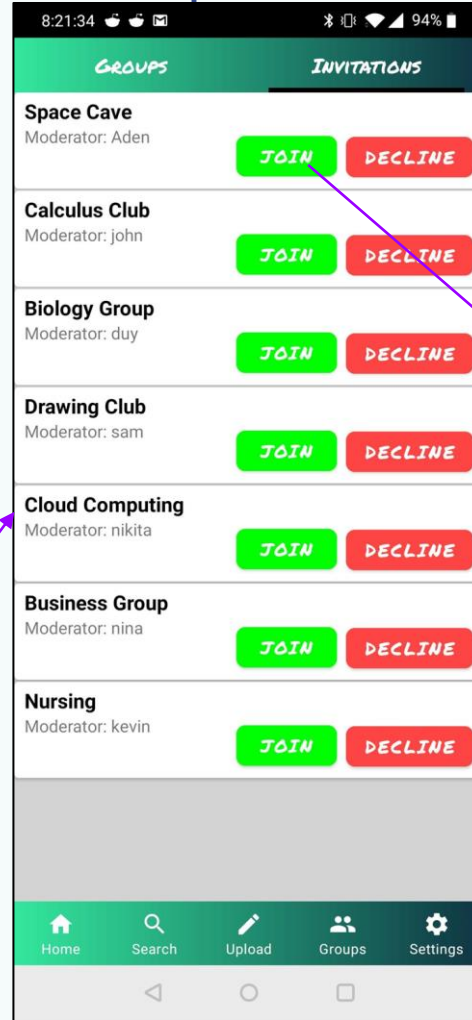 8:21:34 94%
GROUPS INVITATIONS
Space Cave
Moderator: Aden
JOIN DECLINE
Calculus Club
Moderator: john
JOIN DECLINE
Biology Group
Moderator: duy
JOIN DECLINE
Drawing Club
Moderator: sam
JOIN DECLINE
Cloud Computing
Moderator: nikita
JOIN DECLINE
Business Group
Moderator: nina
JOIN DECLINE
Nursing
Moderator: kevin
JOIN DECLINE
Home Search Upload Groups Settings